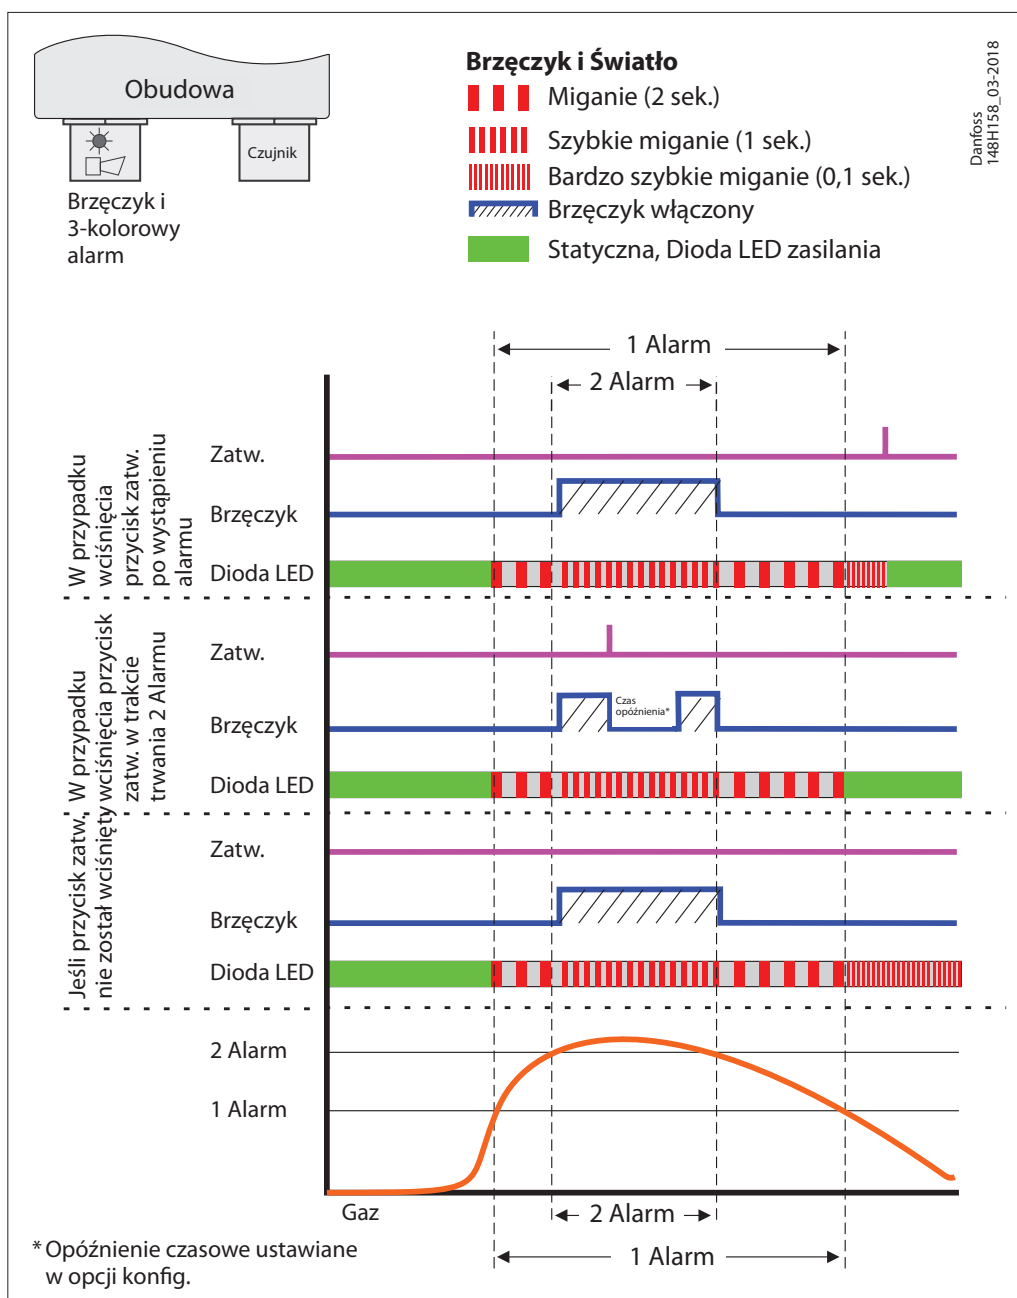 Obudowa
Czujnik
Brzęczyk i
3-kolorowy
alarm
Brzęczyk i Światło
Miganie (2 sek.)
Szybkie miganie (1 sek.)
Bardzo szybkie miganie (0,1 sek.)
Brzęczyk włączony
Statyczna, Dioda LED zasilania
Danfoss
148H158_03-2018
1 Alarm
2 Alarm
W przypadku
wciśnięcia
przycisk zatw.
po wystąpieniu
alarmu
Zatw.
Brzęczyk
Dioda LED
W przypadku
wciśnięcia przycisk
zatw. w trakcie
trwania 2 Alarmu
Zatw.
Brzęczyk
Czas
opóźnienia*
Dioda LED
Jeśli przycisk zatw.
nie został wciśnięty
Zatw.
Brzęczyk
Dioda LED
2 Alarm
1 Alarm
Gaz
2 Alarm
1 Alarm
* Opóźnienie czasowe ustawiane
w opcji konfig.